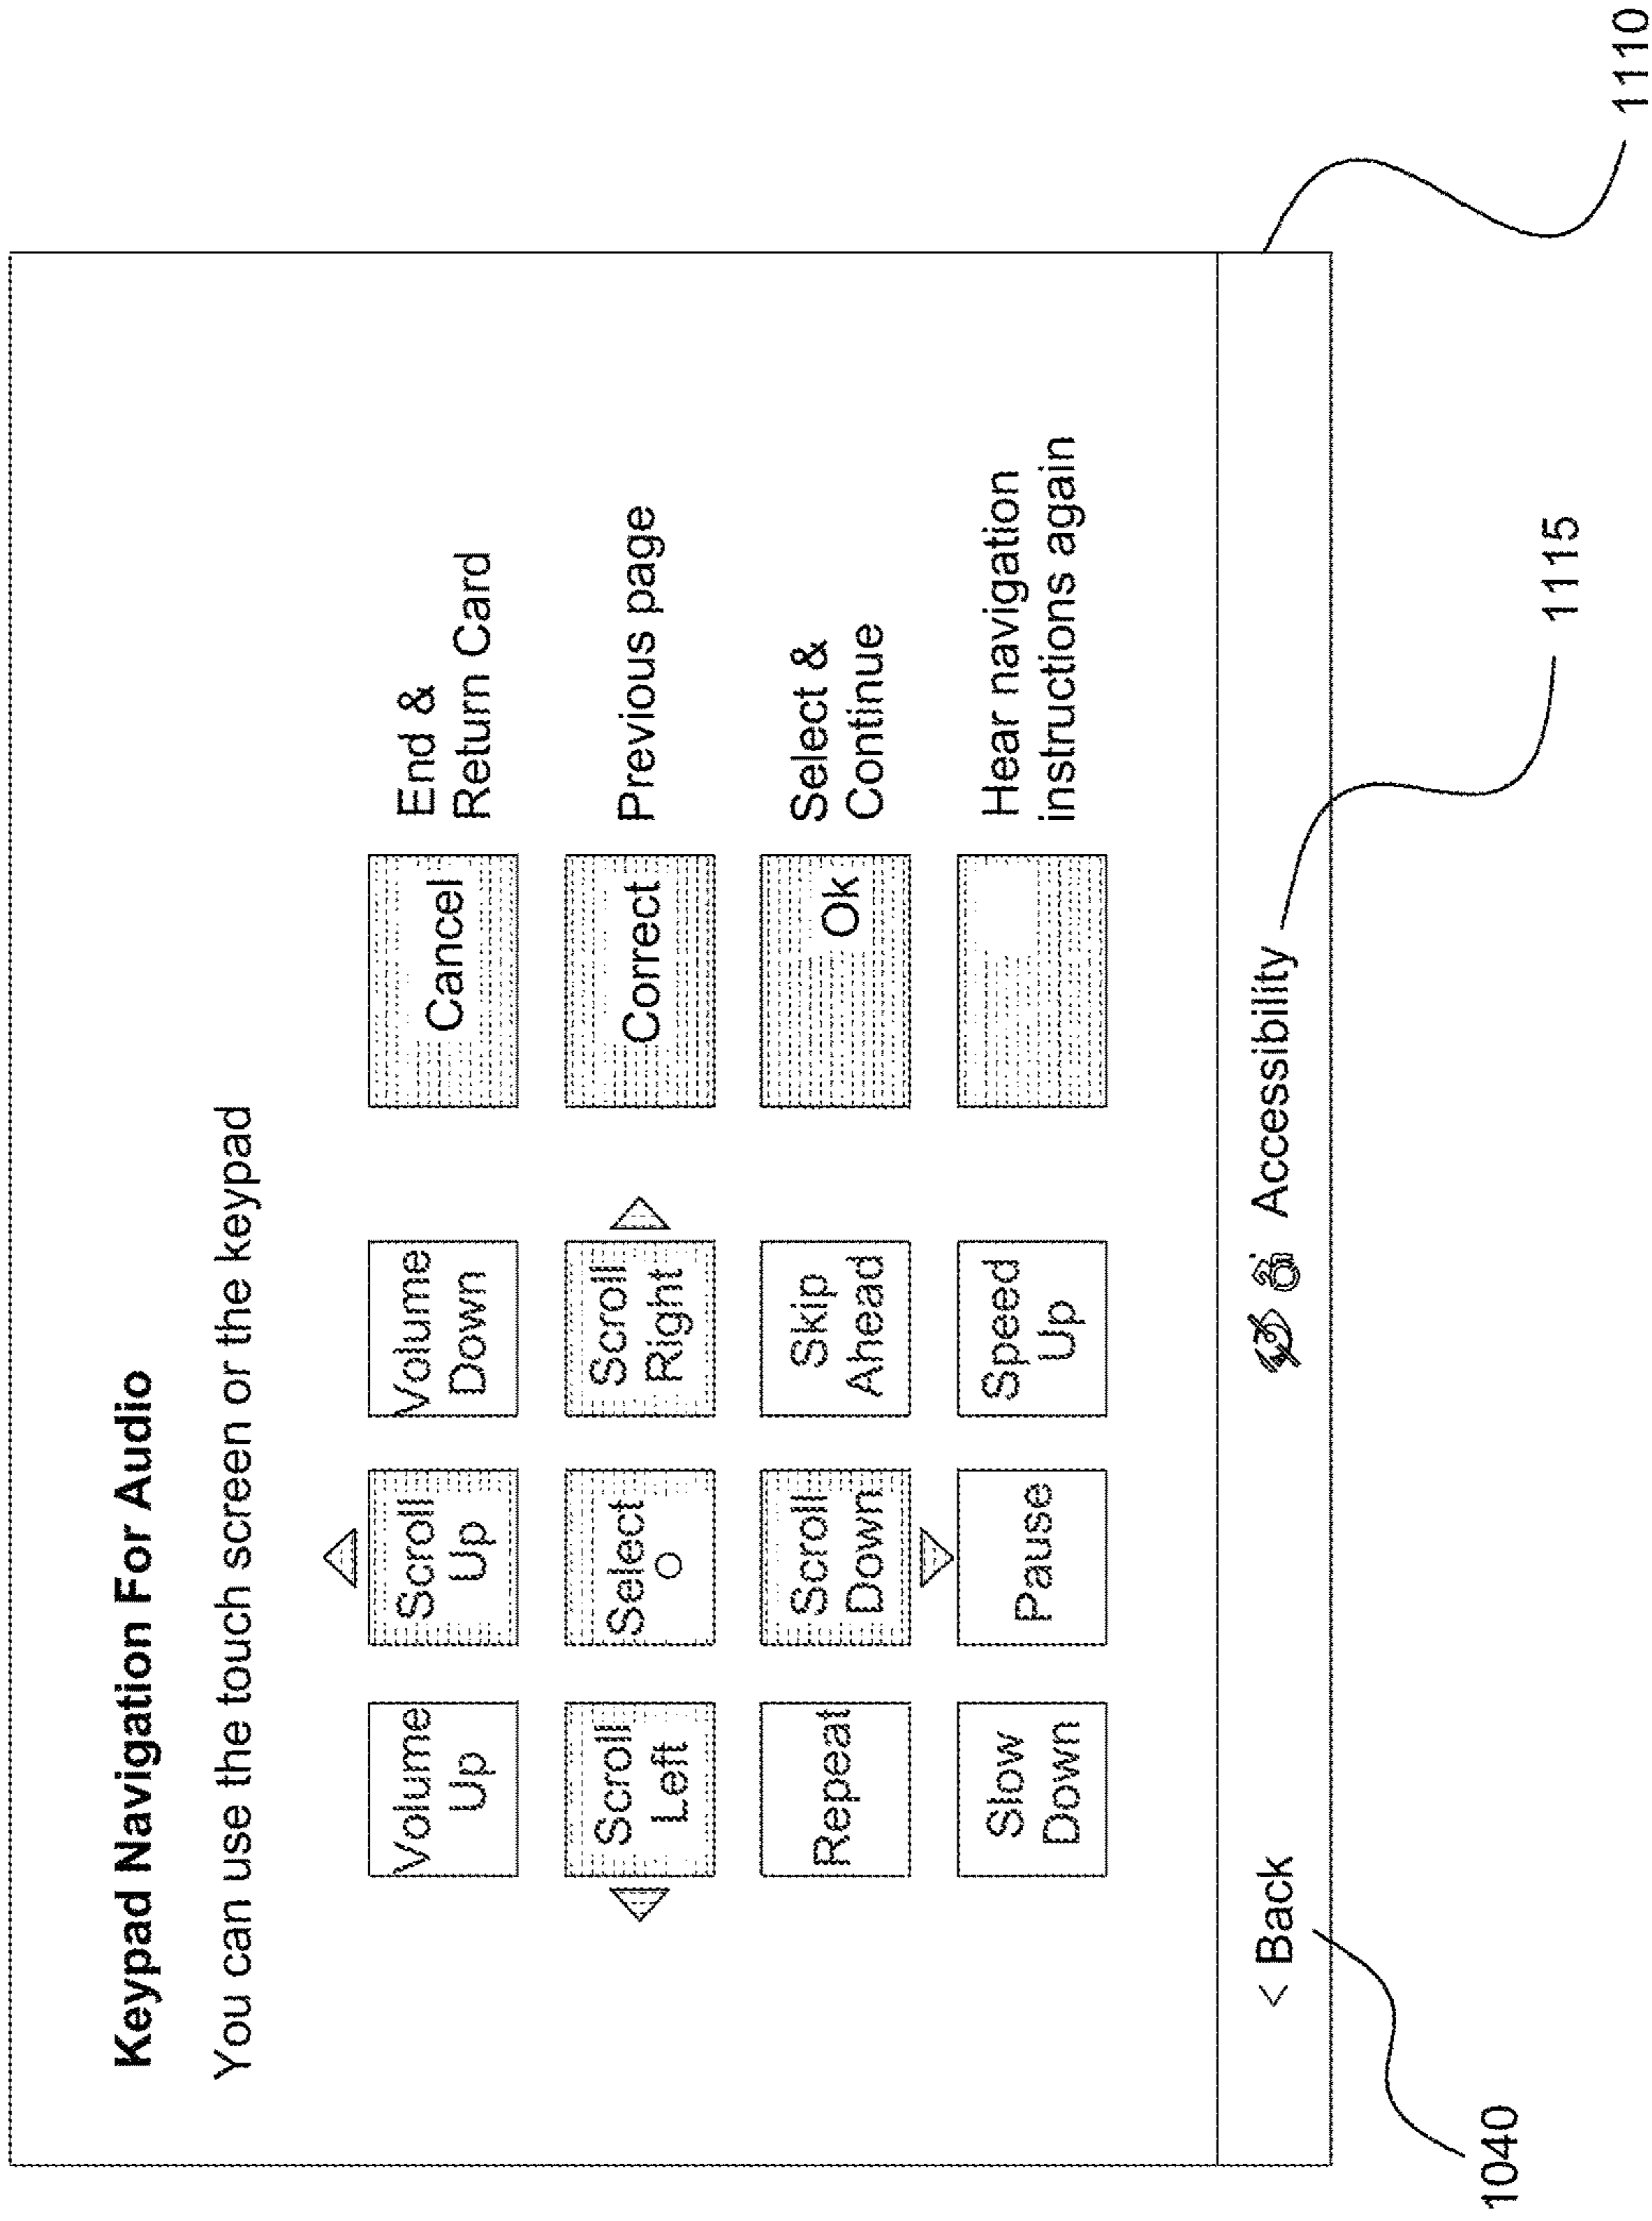 Keypad Navigation For Audio
You can use the touch screen or the keypad
Volume
Up
Scroll
Up
Volume
Down
Cancel
End &
Return Card
Scroll
Left
Select
Scroll
Right
Correct
Previous page
Repeat
Scroll
Down
Skip
Ahead
Ok
Select &
Continue
Slow
Down
Pause
Speed
Up
Hear navigation
instructions again
< Back
Accessibility
1040
1115
1110